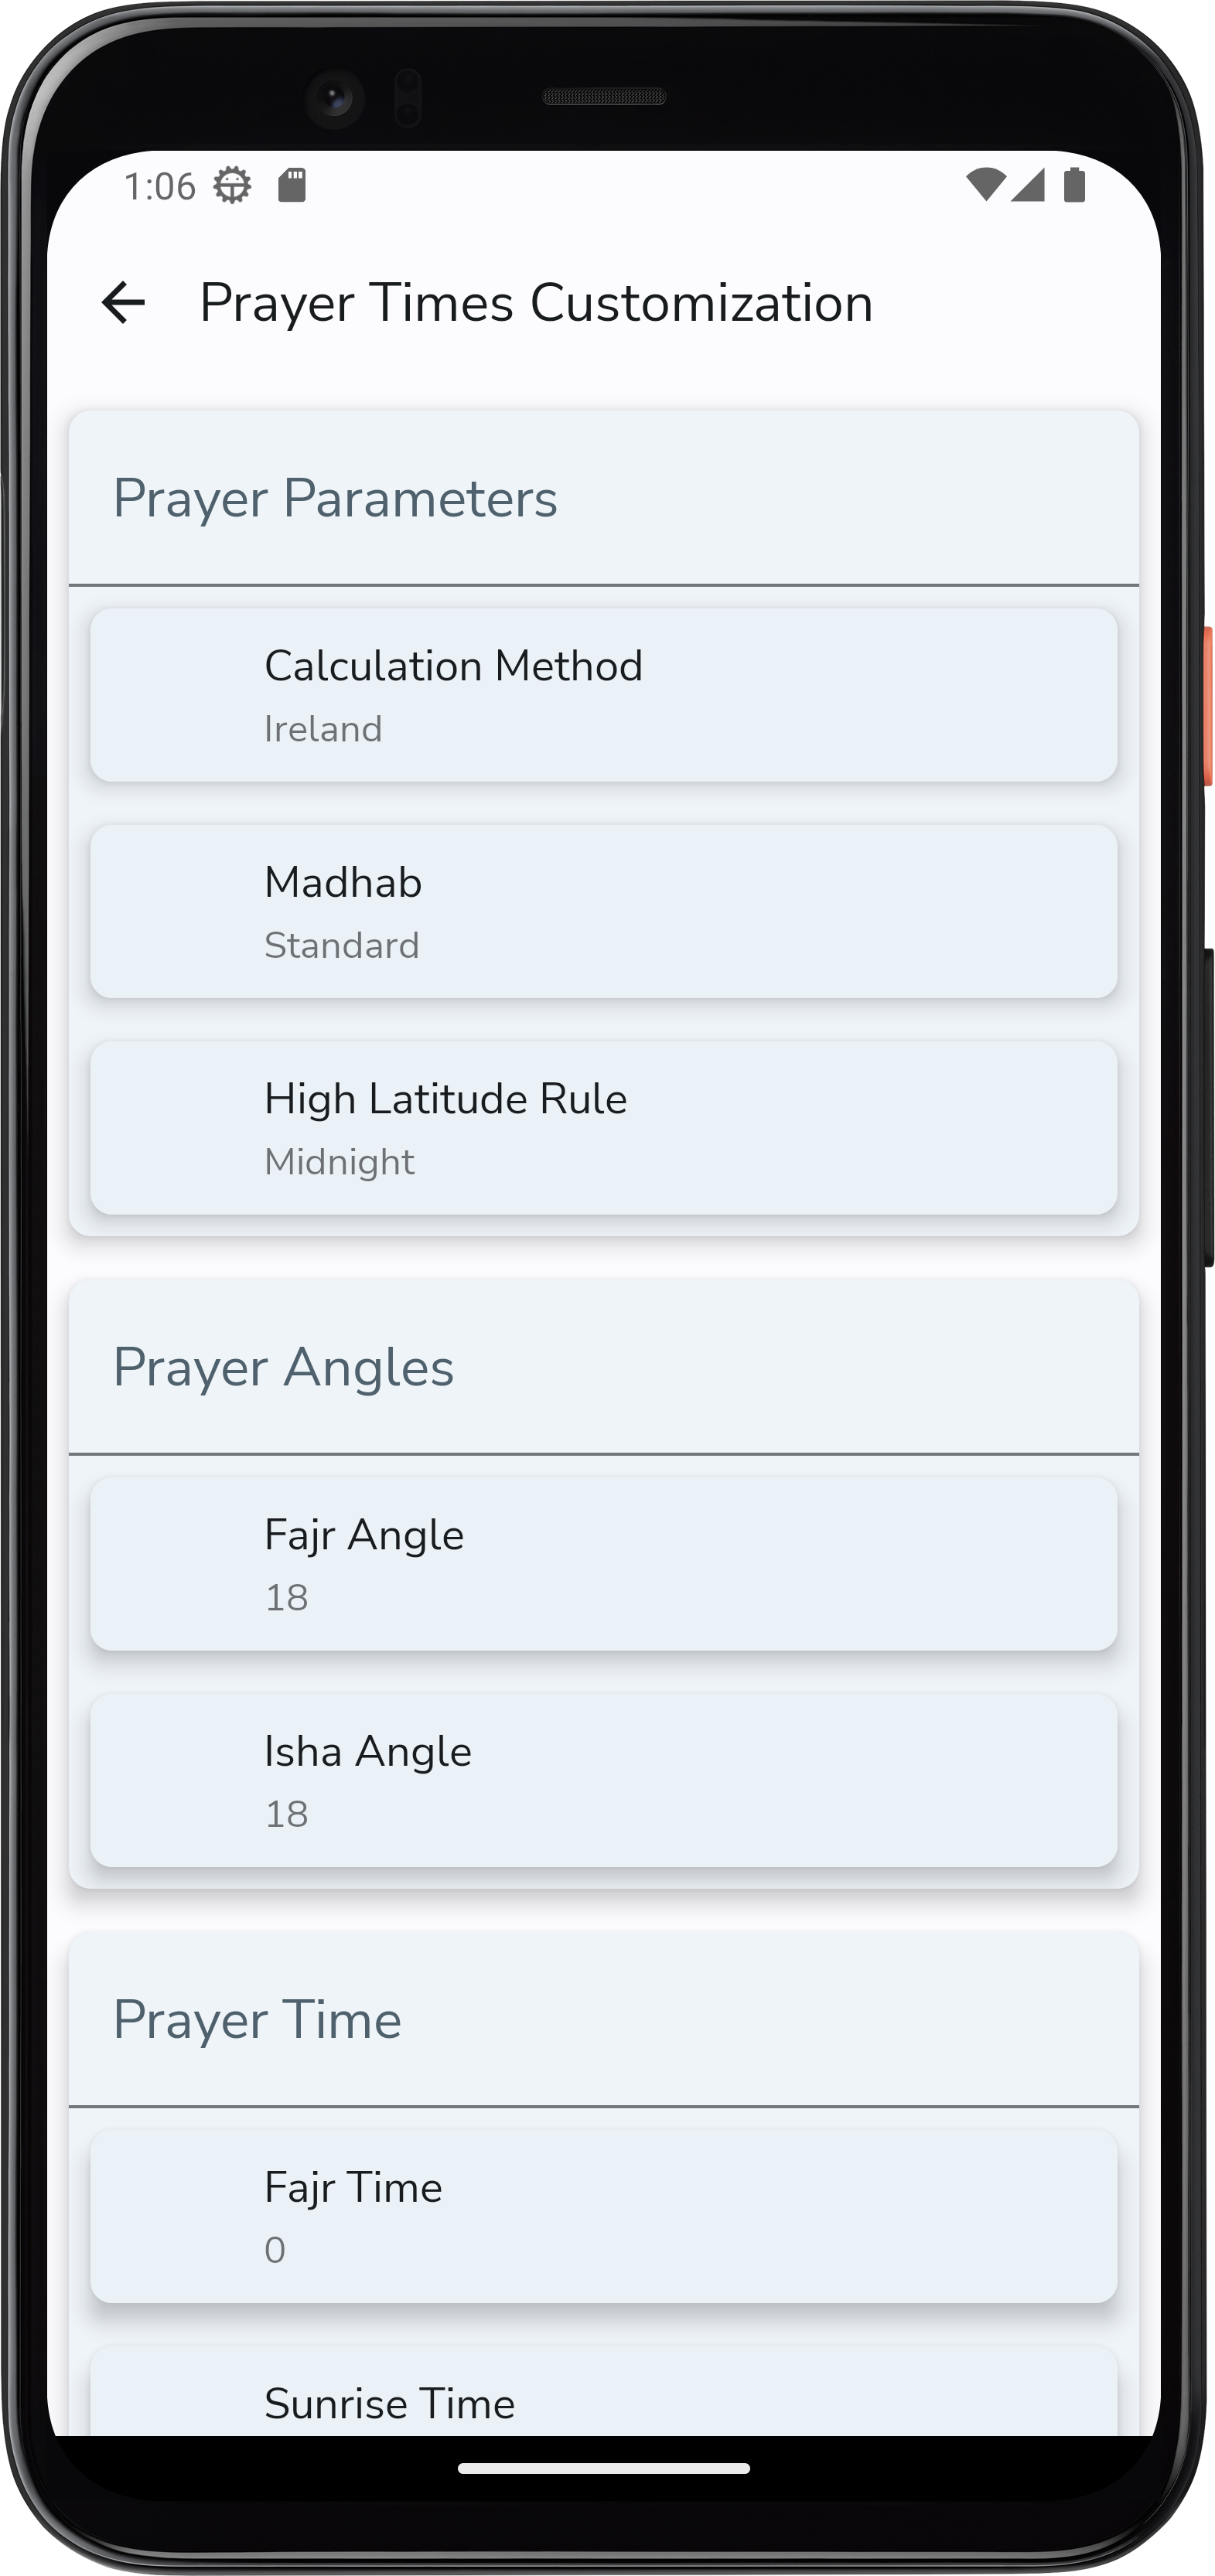 1:06
Prayer Times Customization
Prayer Parameters
Calculation Method
Ireland
Madhab
Standard
High Latitude Rule
Midnight
Prayer Angles
Fajr Angle
18
Isha Angle
18
Prayer Time
Fajr Time
0
Sunrise Time